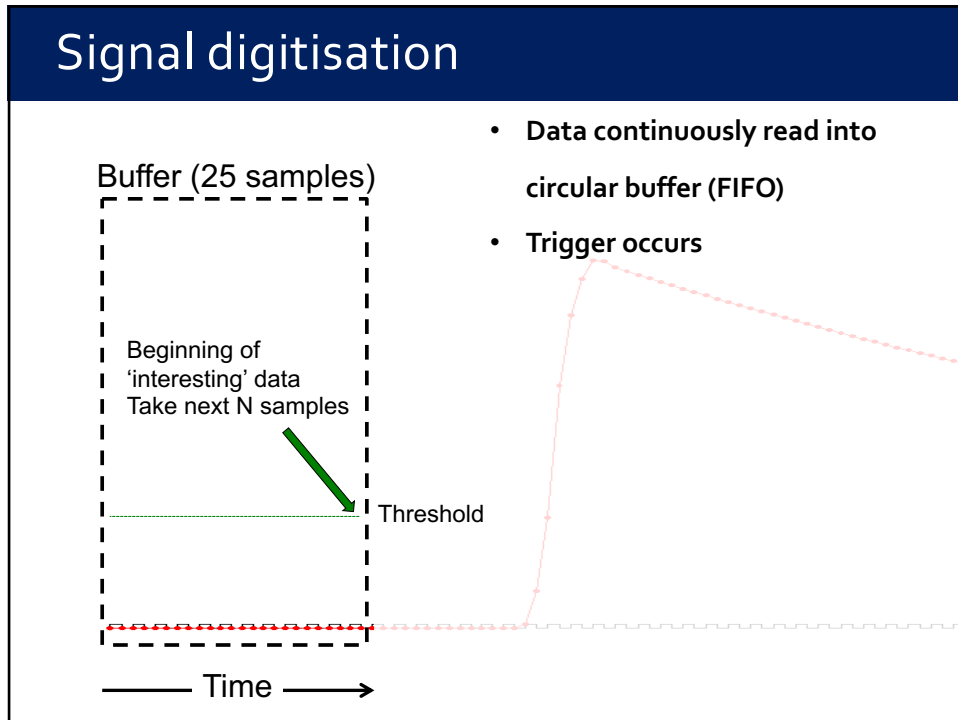 Signal digitisation
• Data continuously read into
circular buffer (FIFO)
• Trigger occurs
Buffer (25 samples)
Beginning of
‘interesting’ data
Take next N samples
Threshold
Time